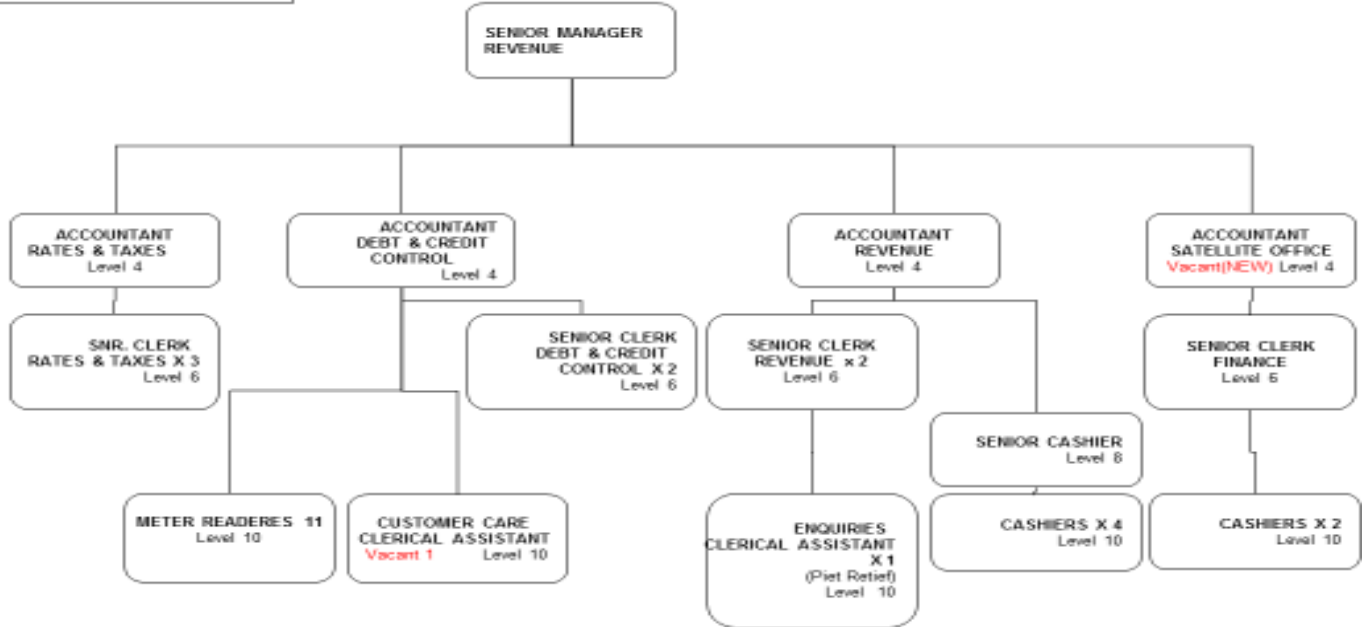 SENIOR MANAGER
REVENUE
ACCOUNTANT
RATES & TAXES
Level 4
ACCOUNTANT
DEBT & CREDIT
CONTROL
Level 4
ACCOUNTANT
REVENUE
Level 4
ACCOUNTANT
SATELLITE OFFICE
Vacant(NEW) Level 4
SNR. CLERK
RATES & TAXES X 3
Level 6
SENIOR CLERK
DEBT & CREDIT
CONTROL X 2
Level 6
SENIOR CLERK
REVENUE x 2
Level 6
SENIOR CLERK
FINANCE
Level 6
SENIOR CASHIER
Level 8
METER READERES 11
Level 10
CUSTOMER CARE
CLERICAL ASSISTANT
Vacant 1 Level 10
ENQUIRIES
CLERICAL ASSISTANT
X 1
(Piet Retief)
Level 10
CASHIERS X 4
Level 10
CASHIERS X 2
Level 10